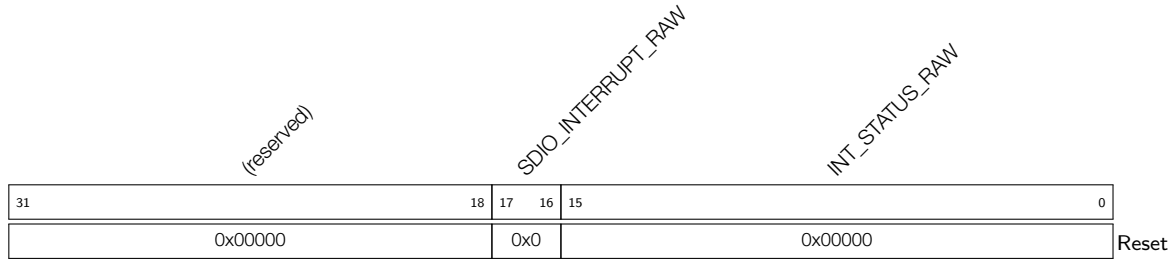 (reserved)
SDIO_INTERRUPT_RAW
INT_STATUS_RAW
31 18 17 16 15 0
0x00000 0x0 0x00000 Reset